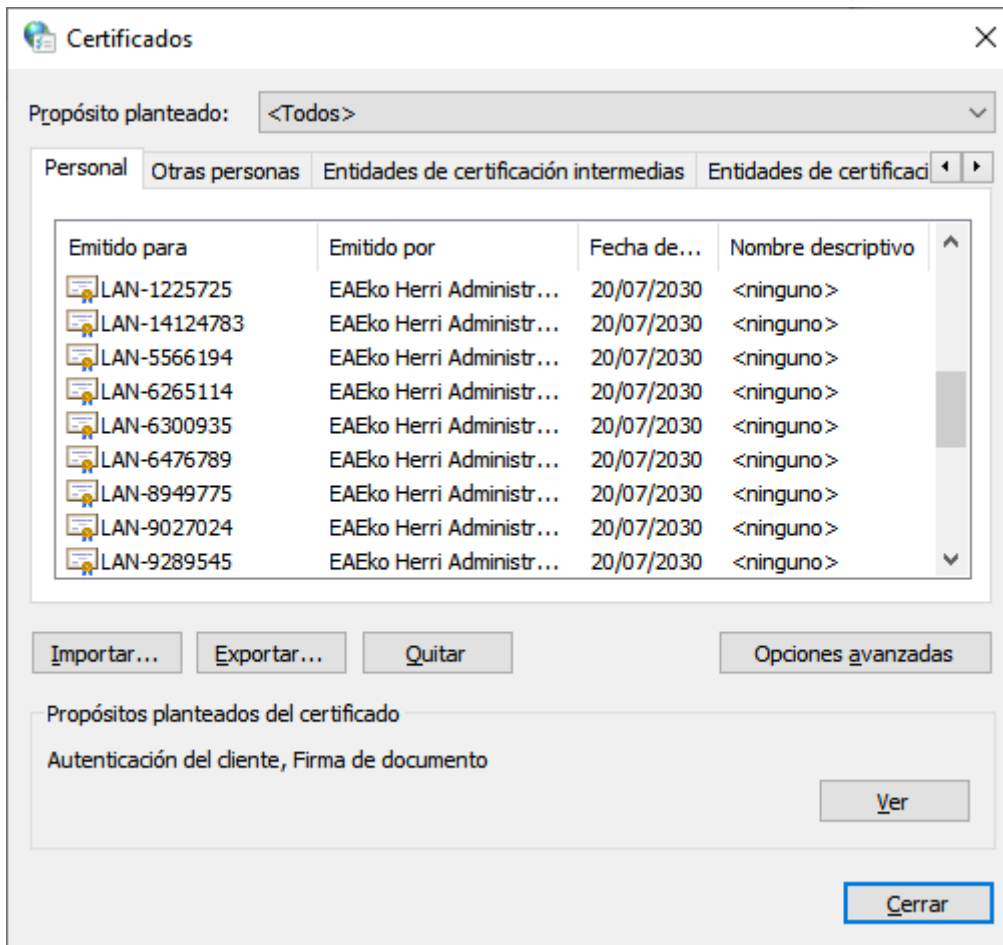 Certificados
Propósito planteado: <Todos>
Personal Otras personas Entidades de certificación intermedias Entidades de certificaci
Emitido para Emitido por Fecha de... Nombre descriptivo
LAN-1225725 EAEko Herri Administr... 20/07/2030 <ninguno>
LAN-14124783 EAEko Herri Administr... 20/07/2030 <ninguno>
LAN-5566194 EAEko Herri Administr... 20/07/2030 <ninguno>
LAN-6265114 EAEko Herri Administr... 20/07/2030 <ninguno>
LAN-6300935 EAEko Herri Administr... 20/07/2030 <ninguno>
LAN-6476789 EAEko Herri Administr... 20/07/2030 <ninguno>
LAN-8949775 EAEko Herri Administr... 20/07/2030 <ninguno>
LAN-9027024 EAEko Herri Administr... 20/07/2030 <ninguno>
LAN-9289545 EAEko Herri Administr... 20/07/2030 <ninguno>
Importar... Exportar... Quitar Opciones avanzadas
Propósitos planteados del certificado
Autenticación del cliente, Firma de documento
Ver
Cerrar